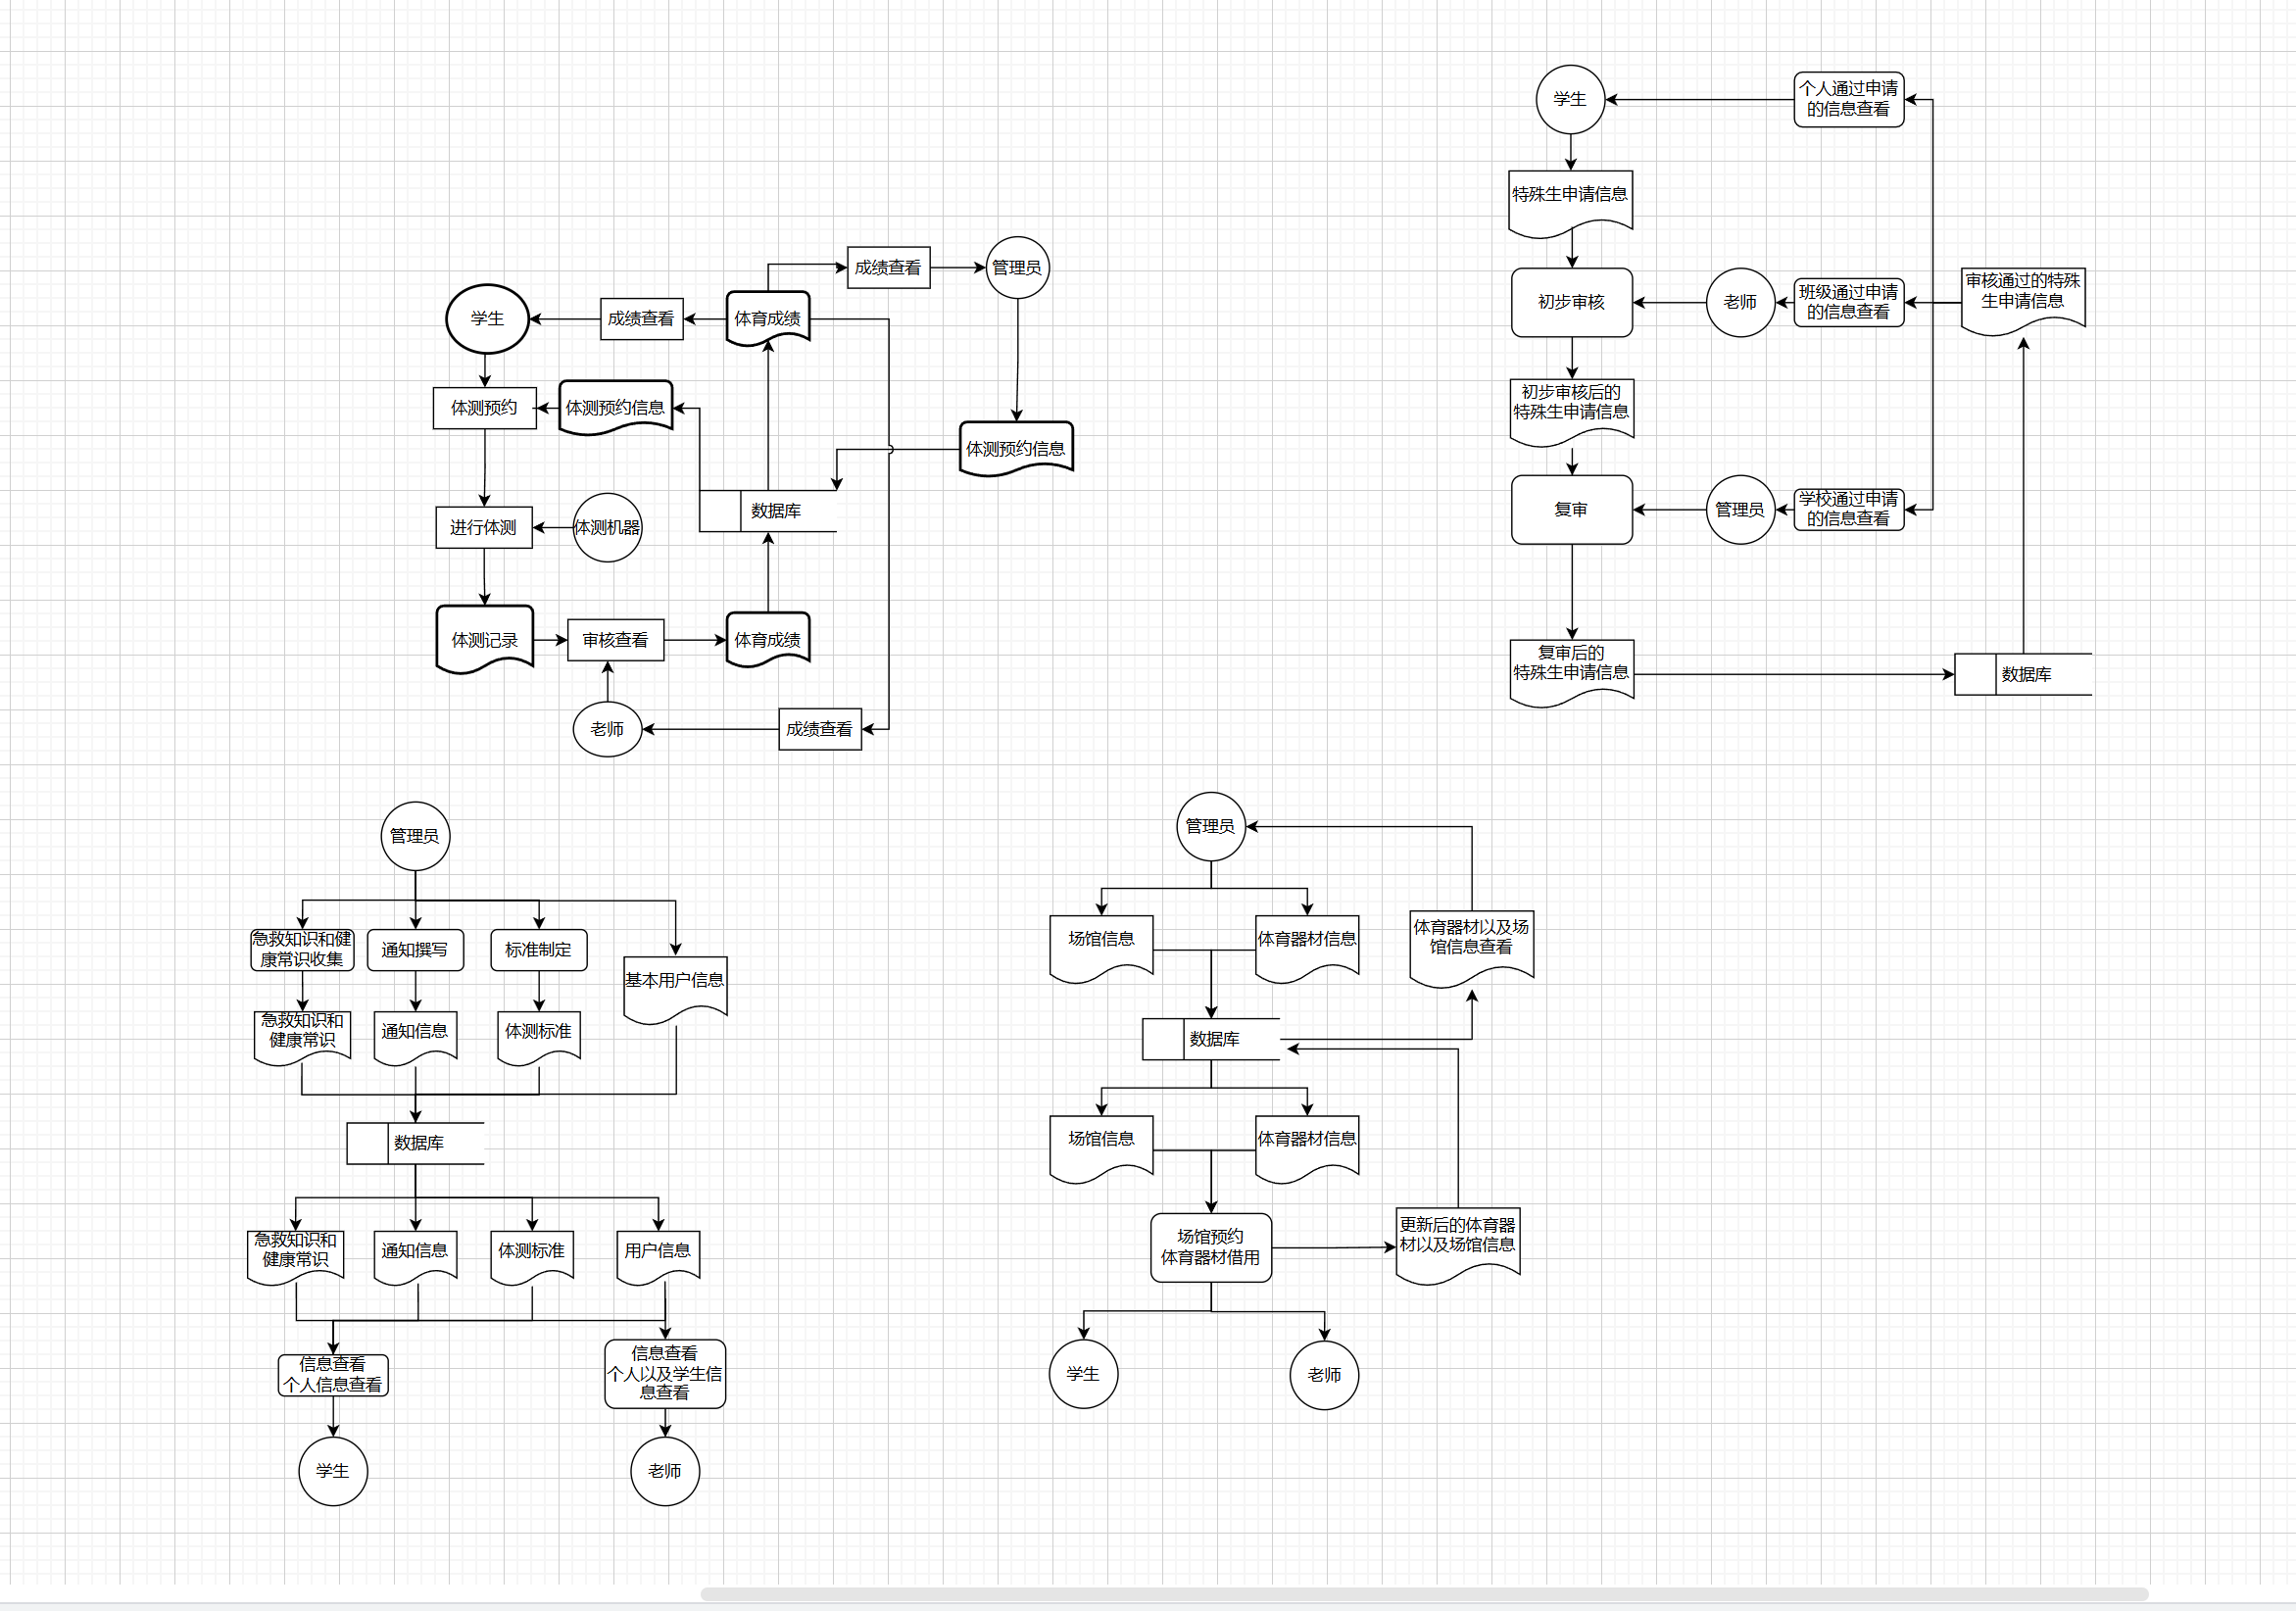 学生
个人通过申请
的信息查看
特殊生申请信息
初步审核
老师
班级通过申请
的信息查看
审核通过的特殊
生申请信息
初步审核后的
特殊生申请信息
复审
管理员
学校通过申请
的信息查看
复审后的
特殊生申请信息
数据库
成绩查看
管理员
学生
成绩查看
体育成绩
体测预约
体测预约信息
体测预约信息
数据库
进行体测
体测机器
体测记录
审核查看
体育成绩
老师
成绩查看
管理员
急救知识和健
康常识收集
通知撰写
标准制定
基本用户信息
急救知识和
健康常识
通知信息
体测标准
数据库
急救知识和
健康常识
通知信息
体测标准
用户信息
信息查看
个人信息查看
信息查看
个人以及学生信
息查看
学生
老师
管理员
场馆信息
体育器材信息
体育器材以及场
馆信息查看
数据库
场馆信息
体育器材信息
场馆预约
体育器材借用
更新后的体育器
材以及场馆信息
学生
老师